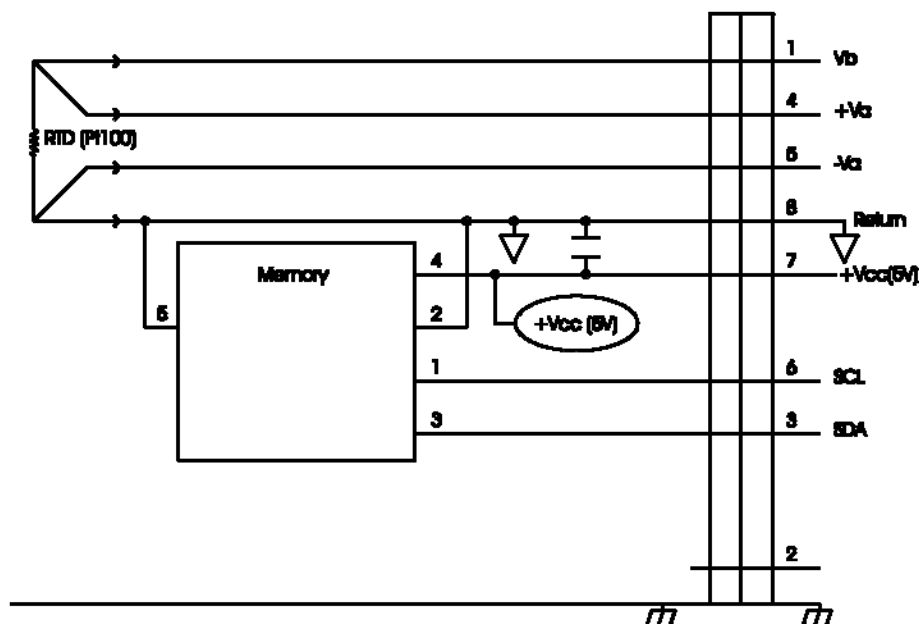 1 Vb
4 +Va
RTD (Pt100)
5 -Va
8 Return
Memory 4 7 +Vcc(5V)
5 2 +Vcc (5V)
1 6 SCL
3 3 SDA
2